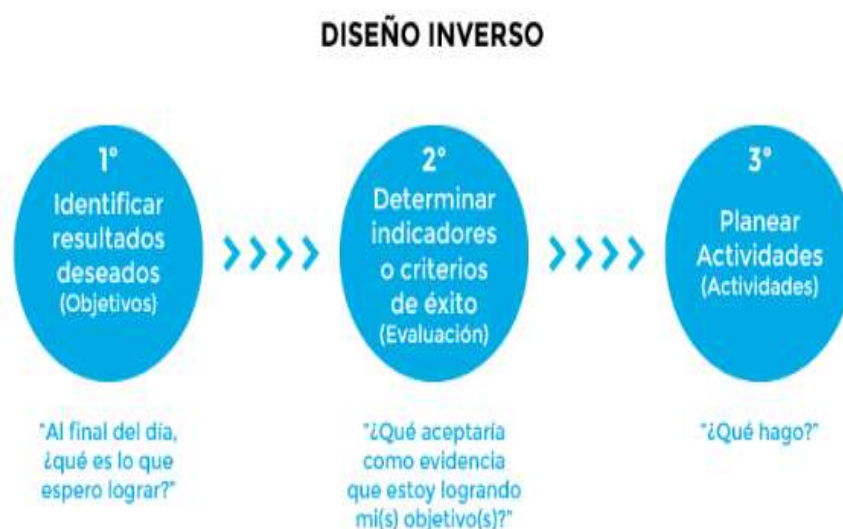 DISEÑO INVERSO
1°
Identificar
resultados
deseados
(Objetivos)
2°
Determinar
indicadores
o criterios
de éxito
(Evaluación)
3°
Planear
Actividades
(Actividades)
"Al final del día,
¿qué es lo que
espero lograr?"
"¿Qué aceptaría
como evidencia
que estoy logrando
mi(s) objetivo(s)?"
"¿Qué hago?"